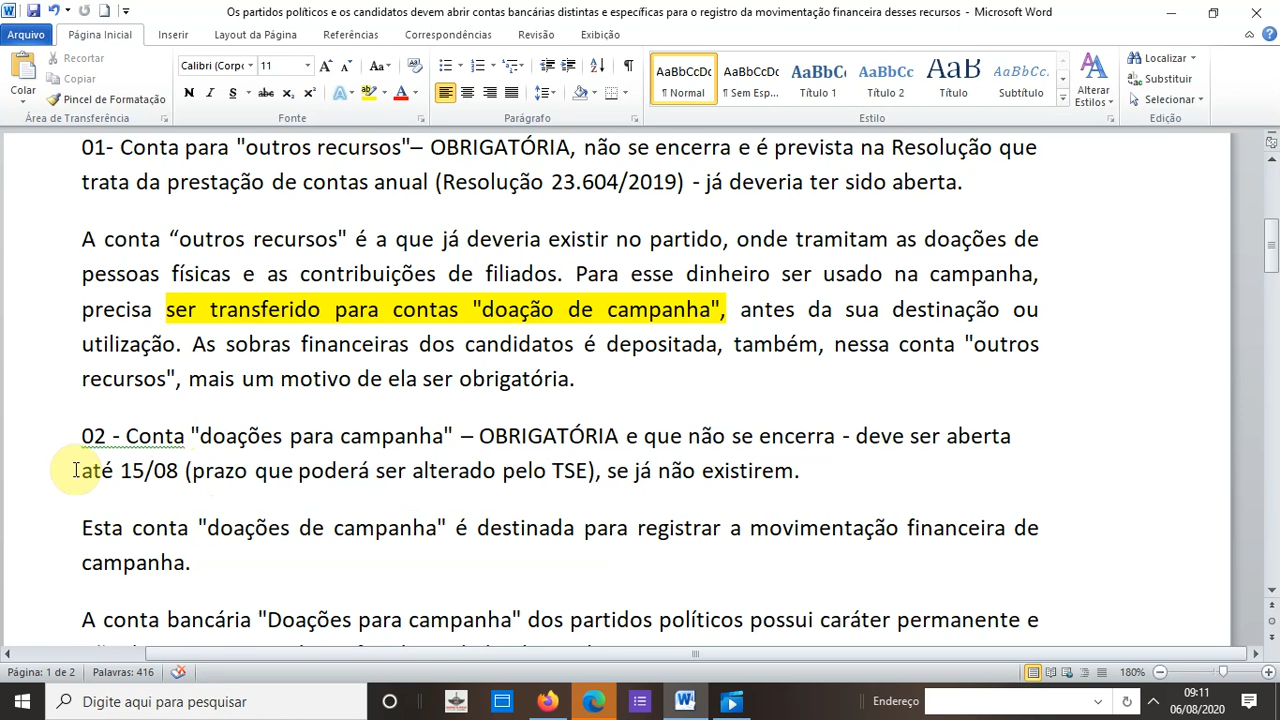 Os partidos políticos e os candidatos devem abrir contas bancárias distintas e específicas para o registro da movimentação financeira desses recursos - Microsoft Word
Arquivo Página Inicial Inserir Layout da Página Referências Correspondências Revisão Exibição
Colar
Recortar
Copiar
Pincel de Formatação
Área de Transferência
Calibri (Corpo 11
N I S abc x₂ x²
Fonte
Parágrafo
AaBbCcDc AaBbCcDc AaBbC AaBbCc AaBb AaBbCc.
¶ Normal ¶ Sem Esp... Título 1 Título 2 Título Subtítulo
Alterar Estilos
Estilo
Localizar
Substituir
Selecionar
Edição
01- Conta para "outros recursos"– OBRIGATÓRIA, não se encerra e é prevista na Resolução que
trata da prestação de contas anual (Resolução 23.604/2019) - já deveria ter sido aberta.
A conta “outros recursos" é a que já deveria existir no partido, onde tramitam as doações de
pessoas físicas e as contribuições de filiados. Para esse dinheiro ser usado na campanha,
precisa ser transferido para contas "doação de campanha", antes da sua destinação ou
utilização. As sobras financeiras dos candidatos é depositada, também, nessa conta "outros
recursos", mais um motivo de ela ser obrigatória.
02 - Conta "doações para campanha" – OBRIGATÓRIA e que não se encerra - deve ser aberta
até 15/08 (prazo que poderá ser alterado pelo TSE), se já não existirem.
Esta conta "doações de campanha" é destinada para registrar a movimentação financeira de
campanha.
A conta bancária "Doações para campanha" dos partidos políticos possui caráter permanente e
Página: 1 de 2 Palavras: 416 180%
Digite aqui para pesquisar
Endereço
09:11
06/08/2020